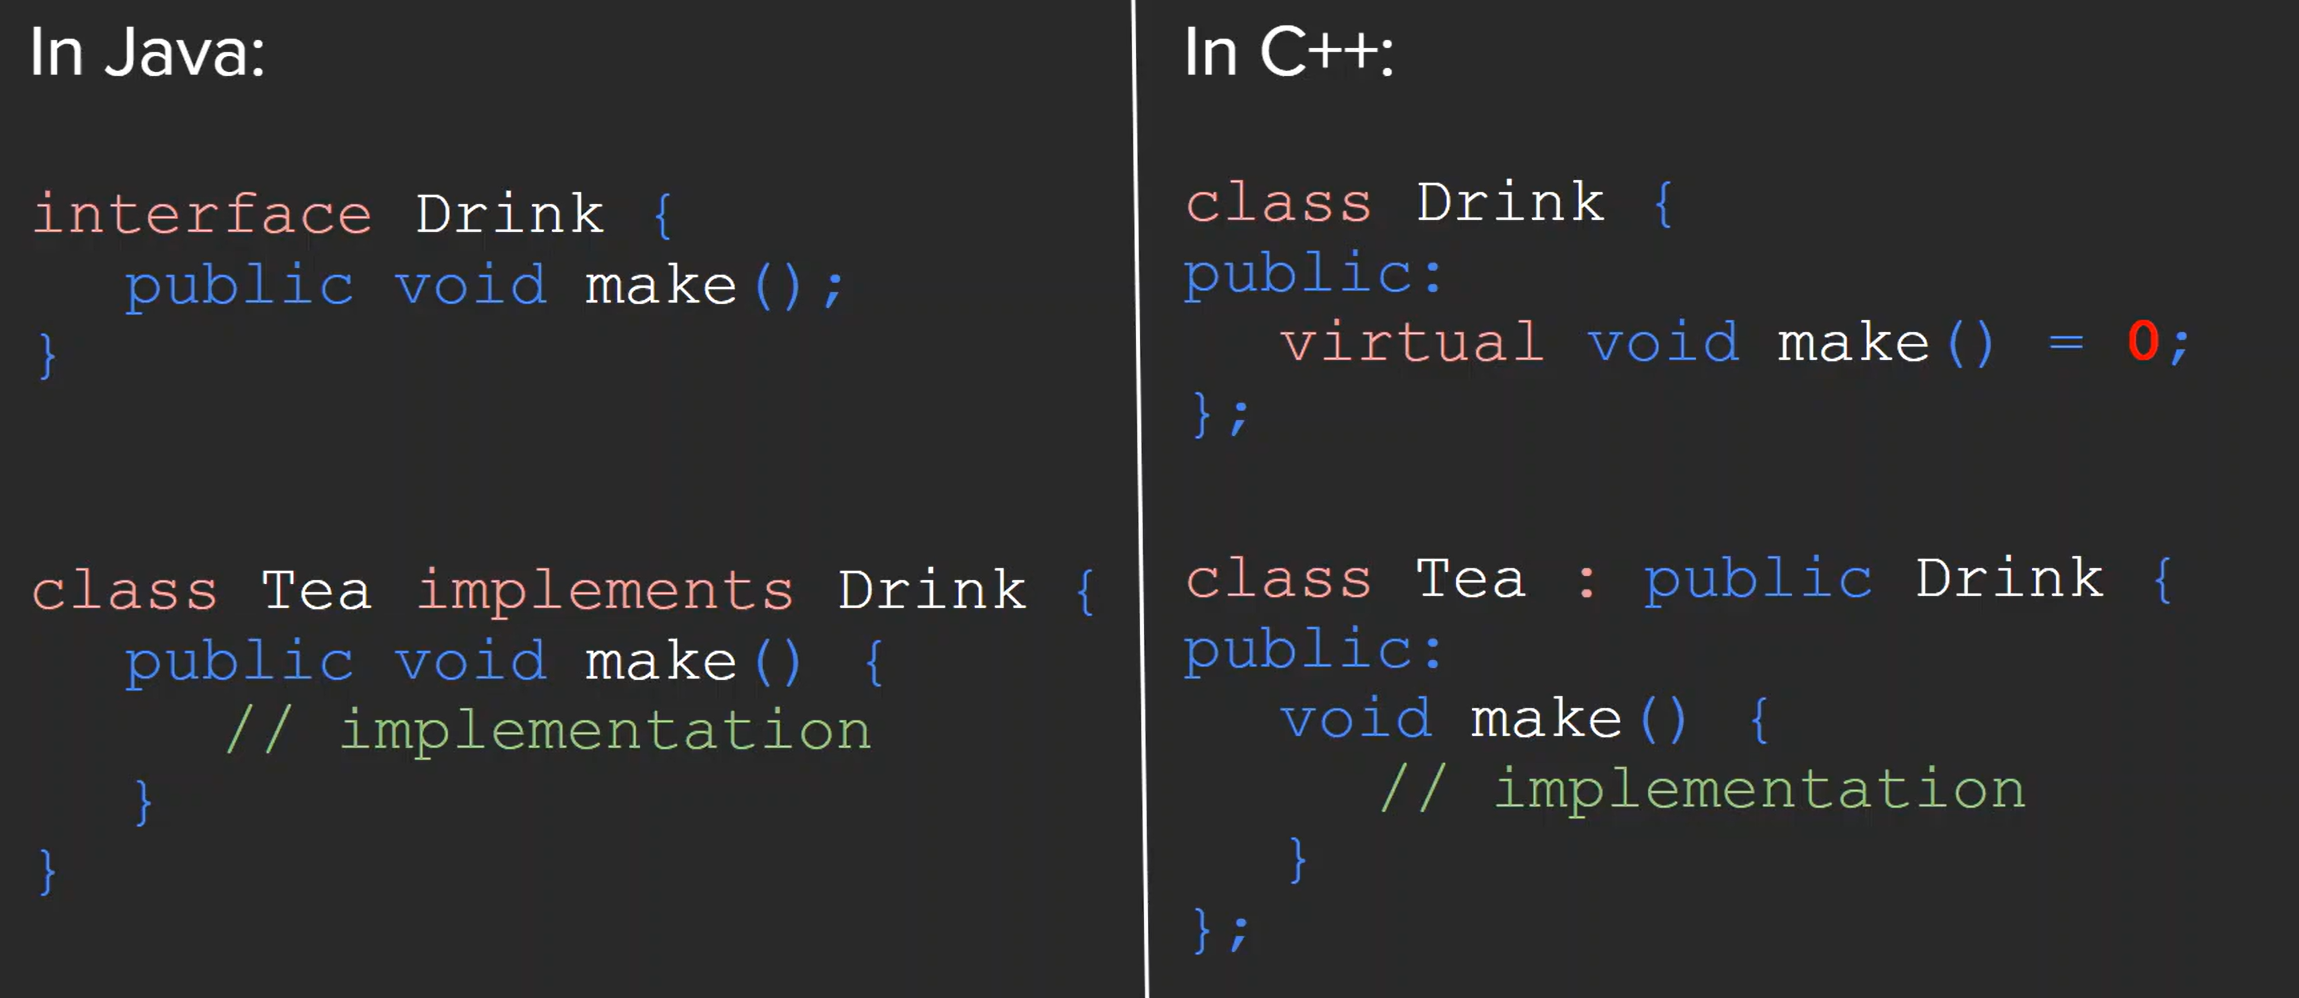 In Java:
interface Drink {
   public void make();
}
class Tea implements Drink {
   public void make() {
      // implementation
   }
}
In C++:
class Drink {
public:
   virtual void make() = 0;
};
class Tea : public Drink {
public:
   void make() {
      // implementation
   }
};